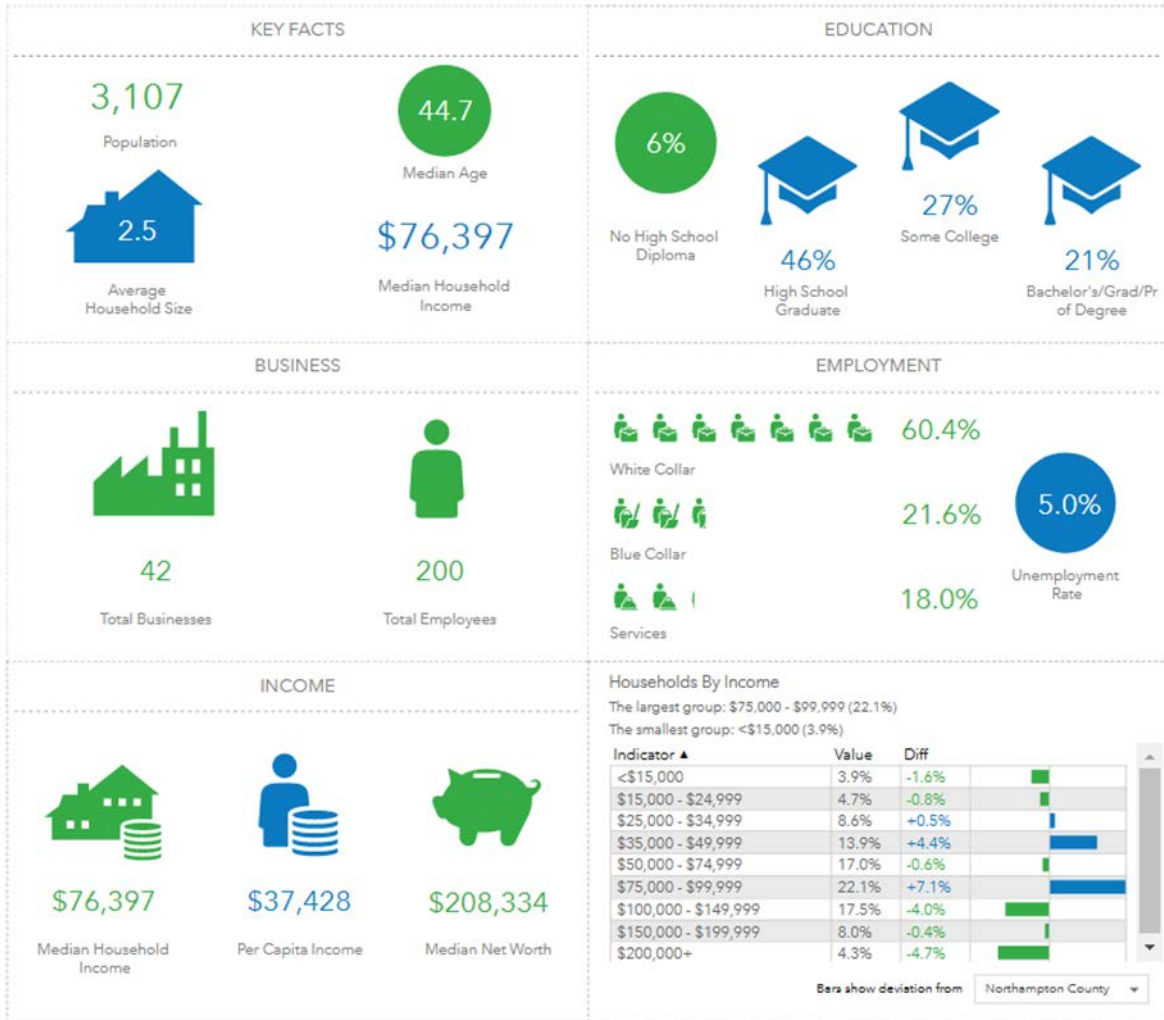 KEY FACTS
3,107
Population
44.7
Median Age
2.5
Average
Household Size
$76,397
Median Household
Income
EDUCATION
6%
No High School
Diploma
46%
High School
Graduate
27%
Some College
21%
Bachelor's/Grad/Pr
of Degree
BUSINESS
42
Total Businesses
200
Total Employees
EMPLOYMENT
60.4%
White Collar
21.6%
Blue Collar
18.0%
Services
5.0%
Unemployment
Rate
INCOME
$76,397
Median Household
Income
$37,428
Per Capita Income
$208,334
Median Net Worth
Households By Income
The largest group: $75,000 - $99,999 (22.1%)
The smallest group: <$15,000 (3.9%)
Indicator ▲ Value Diff
<$15,000 3.9% -1.6%
$15,000 - $24,999 4.7% -0.8%
$25,000 - $34,999 8.6% +0.5%
$35,000 - $49,999 13.9% +4.4%
$50,000 - $74,999 17.0% -0.6%
$75,000 - $99,999 22.1% +7.1%
$100,000 - $149,999 17.5% -4.0%
$150,000 - $199,999 8.0% -0.4%
$200,000+ 4.3% -4.7%
Bars show deviation from Northampton County